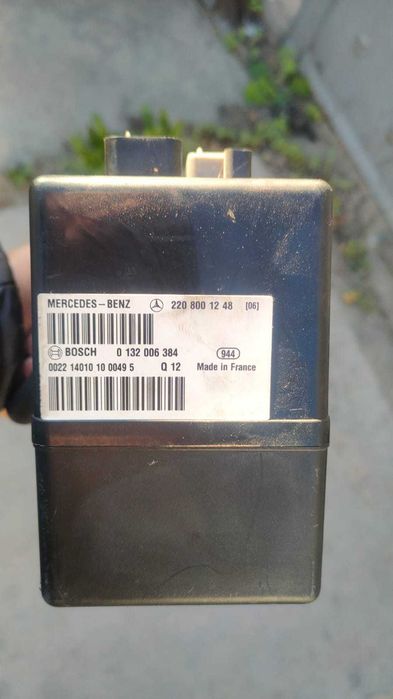 MERCEDES-BENZ 220 800 12 48 [06]
BOSCH 0 132 006 384 944
0022 14010 10 0049 5 Q 12 Made in France